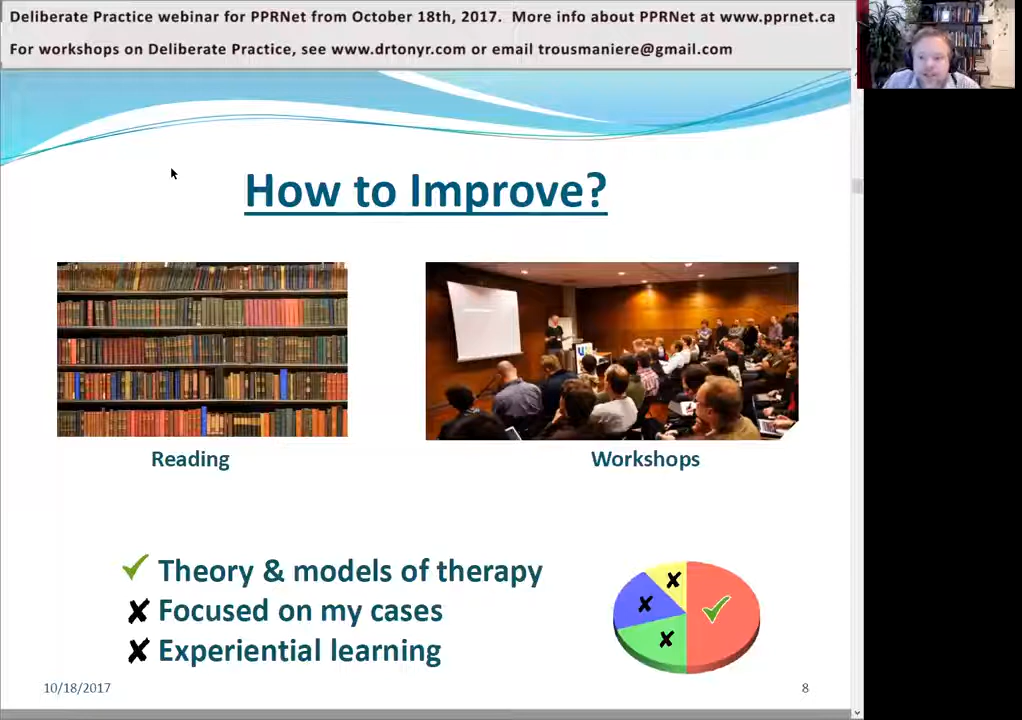 Deliberate Practice webinar for PPRNet from October 18th, 2017. More info about PPRNet at www.pprnet.ca
For workshops on Deliberate Practice, see www.drtonyr.com or email trousmaniere@gmail.com
How to Improve?
Reading
Workshops
Theory & models of therapy
Focused on my cases
Experiential learning
10/18/2017
8